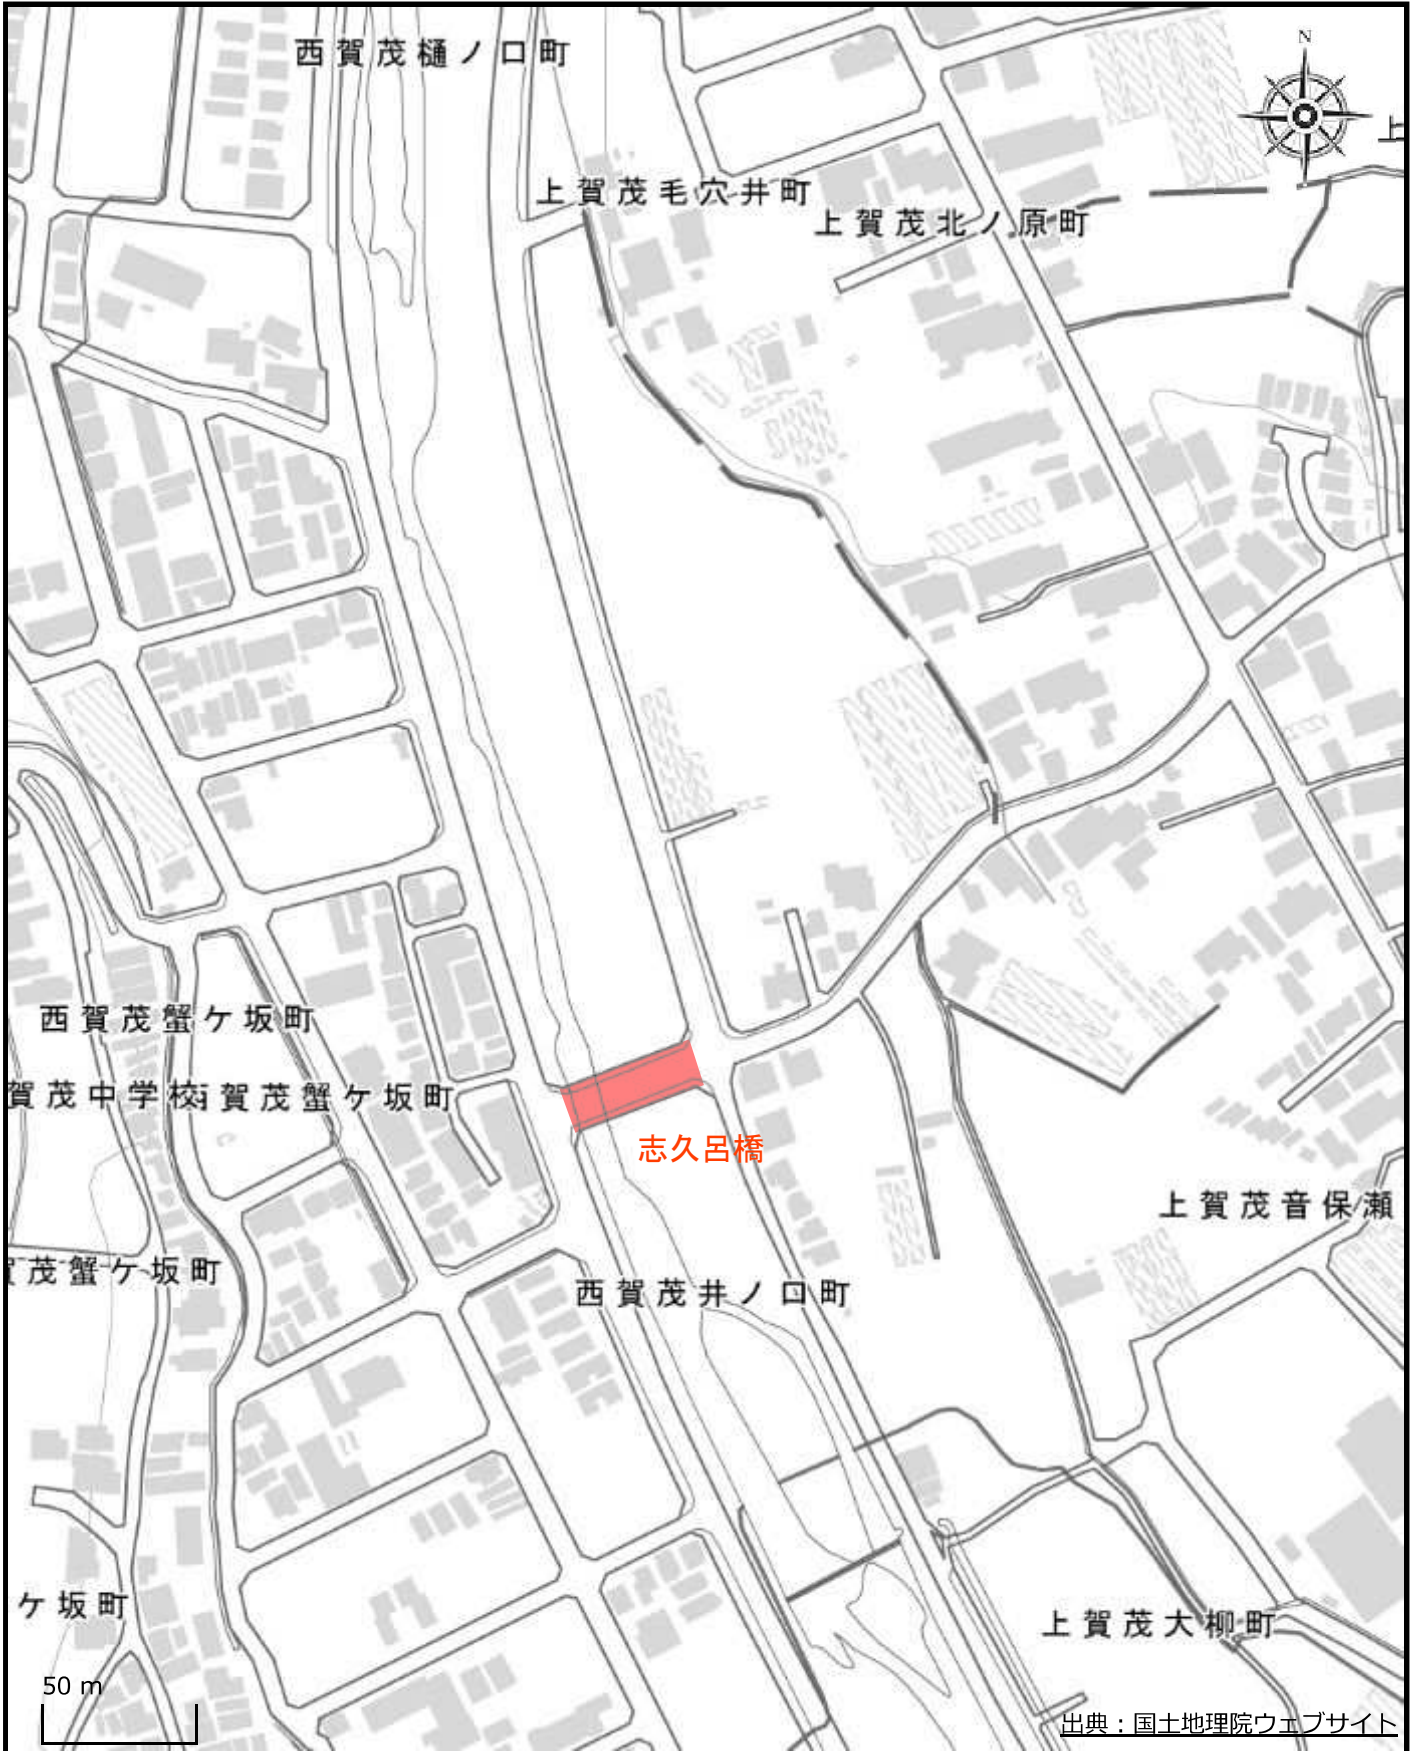 西賀茂樋ノ口町
N
上
上賀茂毛穴井町
上賀茂北ノ原町
西賀茂蟹ケ坂町
賀茂中学校
賀茂蟹ケ坂町
志久呂橋
上賀茂音保瀬
茂蟹ケ坂町
西賀茂井ノ口町
ケ坂町
上賀茂大柳町
50 m
出典：国土地理院ウェブサイト